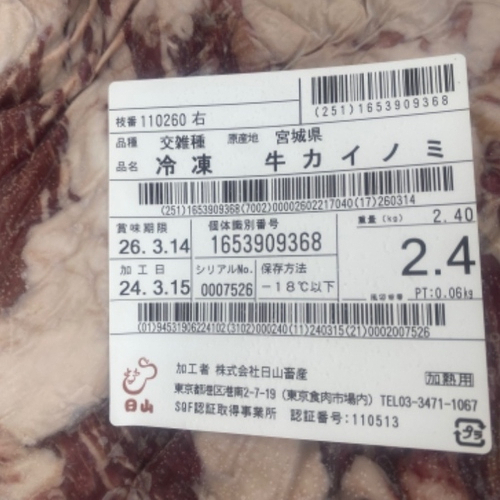 (251)1653909368
枝番 110260 右
品種 交雑種 原産地 宮城県
品名 冷凍 牛カイノミ
(251)1653909368(7002)00002602217040(17)260314
賞味期限 26.3.14
個体識別番号 1653909368
重量(kg) 2.40
2.4
加工日 24.3.15
シリアルNo. 0007526
保存方法 -18℃以下
PT:0.06kg
(01)94531906224102(3102)000240(11)240315(21)0002007526
日山
加工者 株式会社日山畜産
加熱用
東京都港区港南2-7-19（東京食肉市場内）TEL03-3471-1067
SQF認証取得事業所 認証番号:110513
プラ